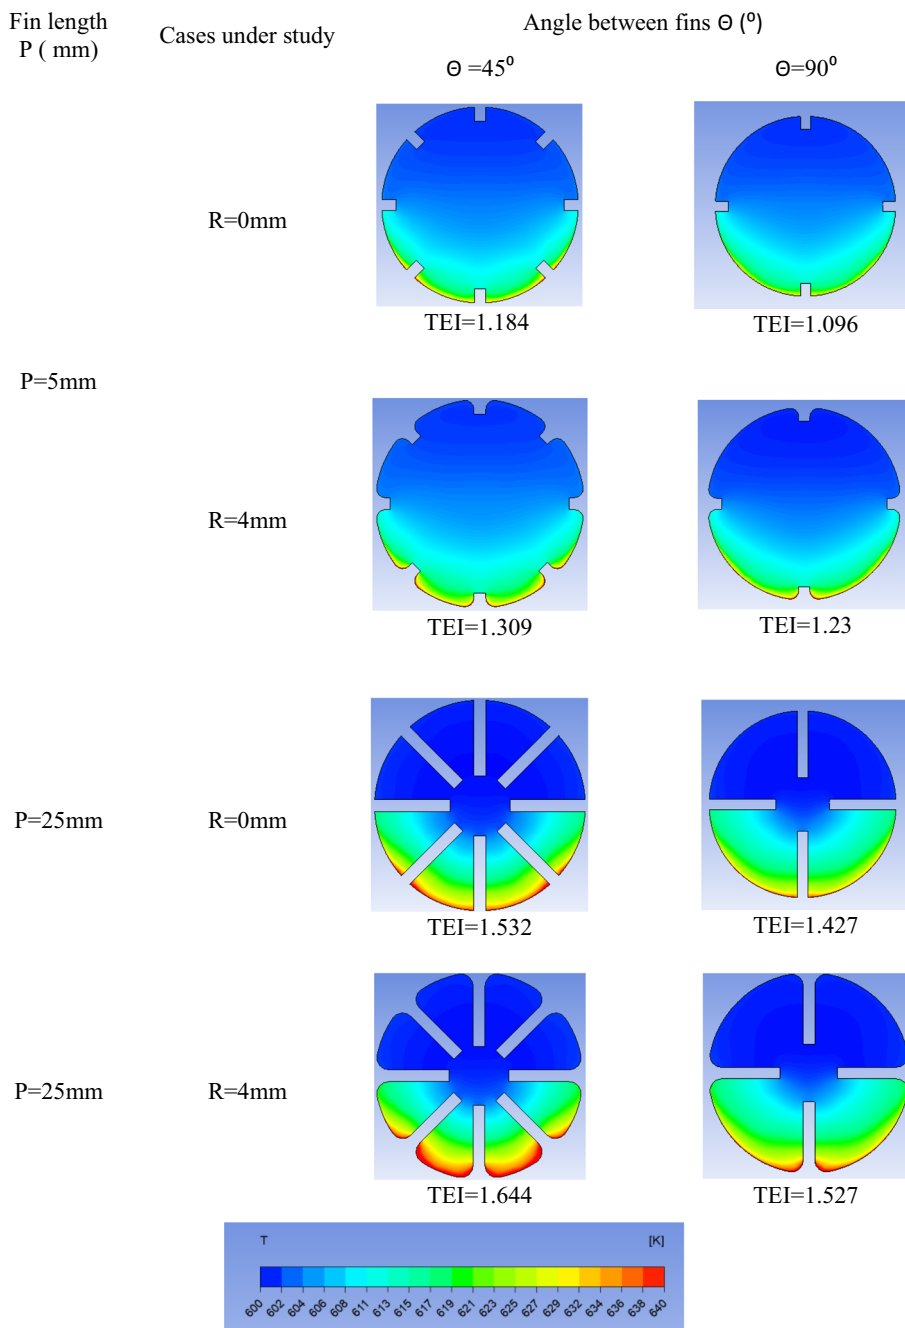 Fin length
P ( mm)
Cases under study
Angle between fins Θ (⁰)
Θ =45⁰
Θ=90⁰
R=0mm
TEI=1.184
TEI=1.096
P=5mm
R=4mm
TEI=1.309
TEI=1.23
P=25mm
R=0mm
TEI=1.532
TEI=1.427
P=25mm
R=4mm
TEI=1.644
TEI=1.527
T
[K]
600 602 604 606 608 611 613 615 617 619 621 623 625 627 629 632 634 636 638 640